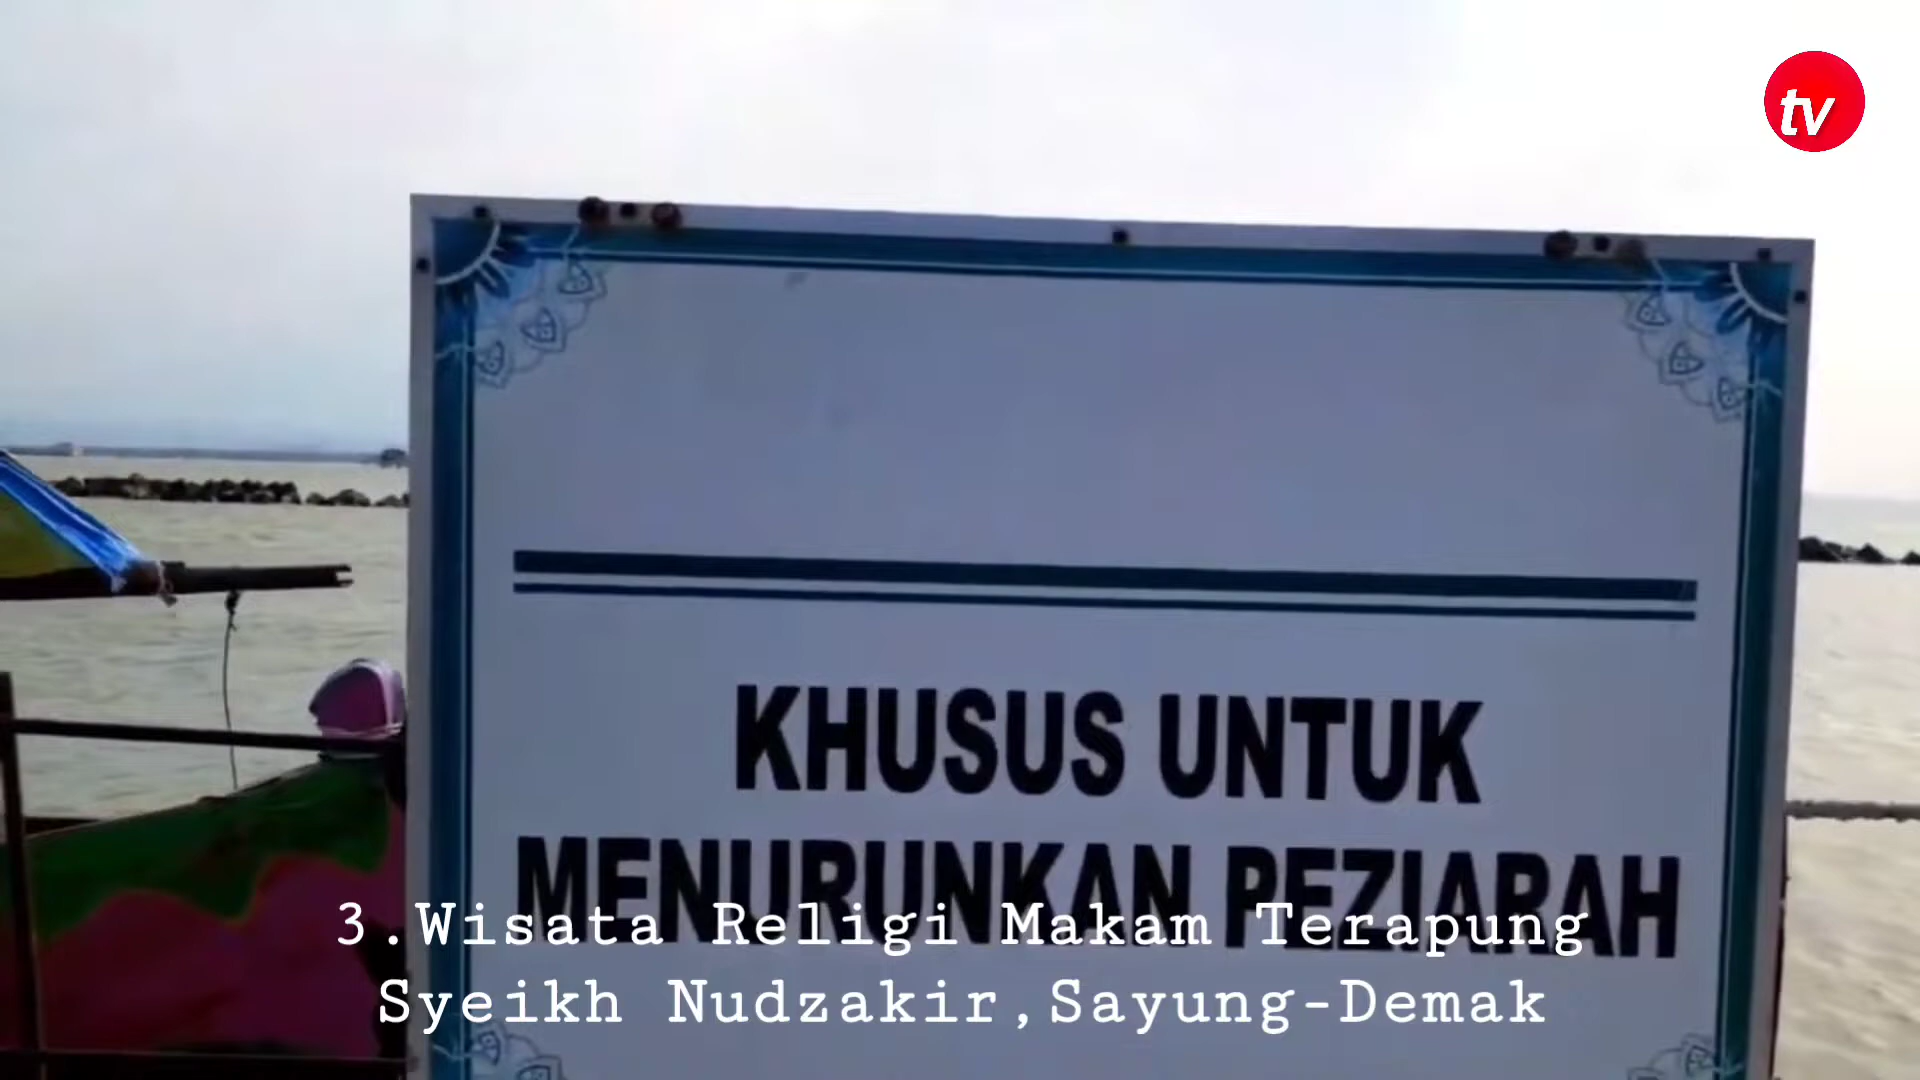 tv
KHUSUS UNTUK
MENURUNKAN PEZIARAH
3.Wisata Religi Makam Terapung
Syeikh Nudzakir,Sayung-Demak